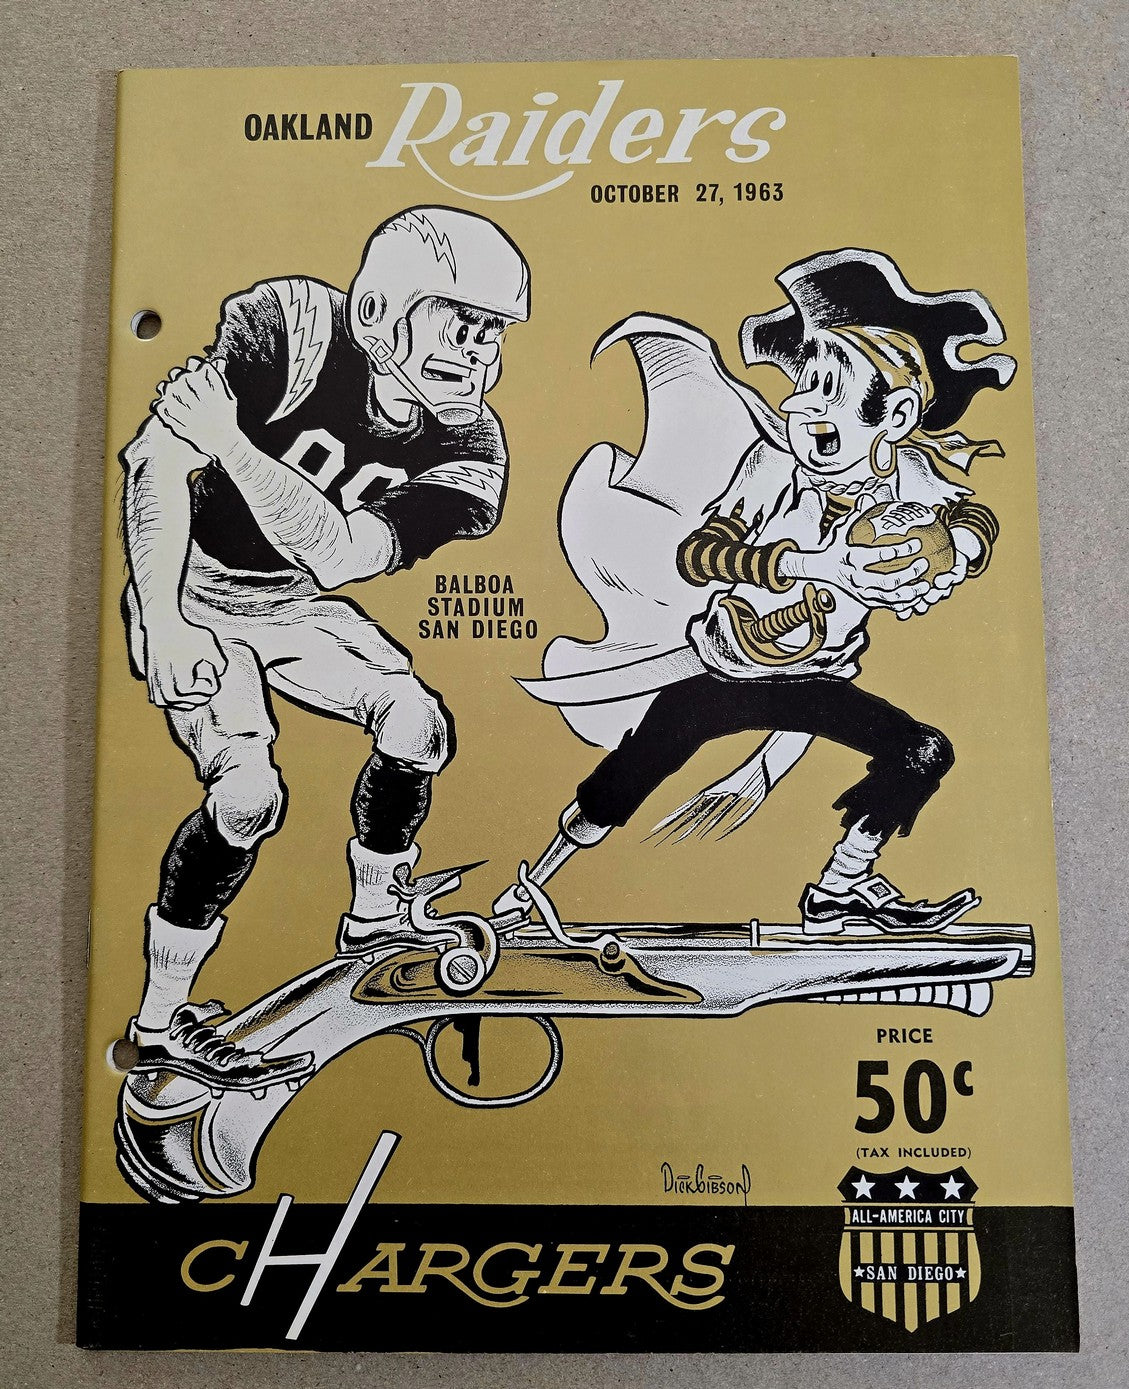 OAKLAND Raiders
OCTOBER 27, 1963
BALBOA
STADIUM
SAN DIEGO
PRICE
50¢
(TAX INCLUDED)
DICK GIBSON
ALL-AMERICA CITY
SAN DIEGO
CHARGERS